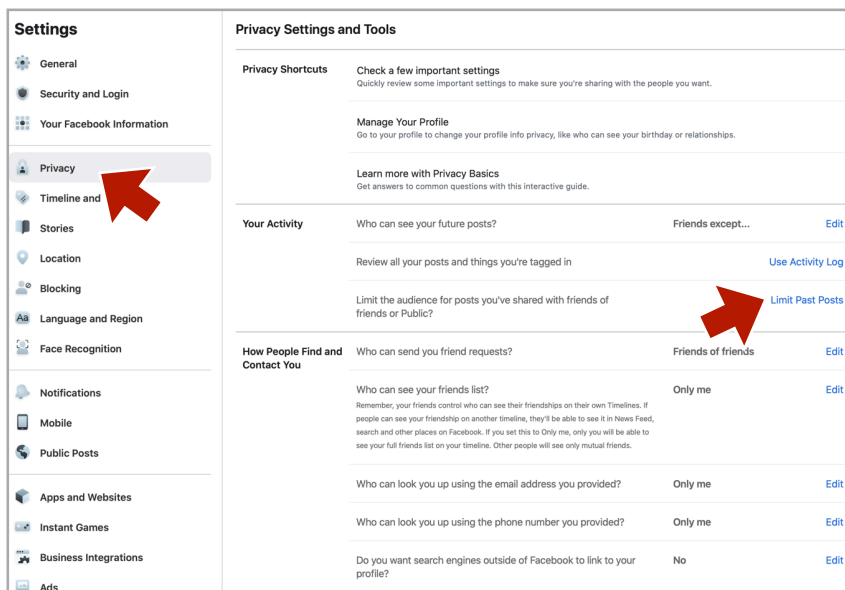 Settings
General
Security and Login
Your Facebook Information
Privacy
Timeline and
Stories
Location
Blocking
Aa Language and Region
Face Recognition
Notifications
Mobile
Public Posts
Apps and Websites
Instant Games
Business Integrations
Ads
Privacy Settings and Tools
Privacy Shortcuts
Check a few important settings
Quickly review some important settings to make sure you're sharing with the people you want.
Manage Your Profile
Go to your profile to change your profile info privacy, like who can see your birthday or relationships.
Learn more with Privacy Basics
Get answers to common questions with this interactive guide.
Your Activity
Who can see your future posts? Friends except... Edit
Review all your posts and things you're tagged in Use Activity Log
Limit the audience for posts you've shared with friends of
friends or Public? Limit Past Posts
How People Find and
Contact You
Who can send you friend requests? Friends of friends Edit
Who can see your friends list? Only me Edit
Remember, your friends control who can see their friendships on their own Timelines. If
people can see your friendship on another timeline, they'll be able to see it in News Feed,
search and other places on Facebook. If you set this to Only me, only you will be able to
see your full friends list on your timeline. Other people will see only mutual friends.
Who can look you up using the email address you provided? Only me Edit
Who can look you up using the phone number you provided? Only me Edit
Do you want search engines outside of Facebook to link to your
profile? No Edit